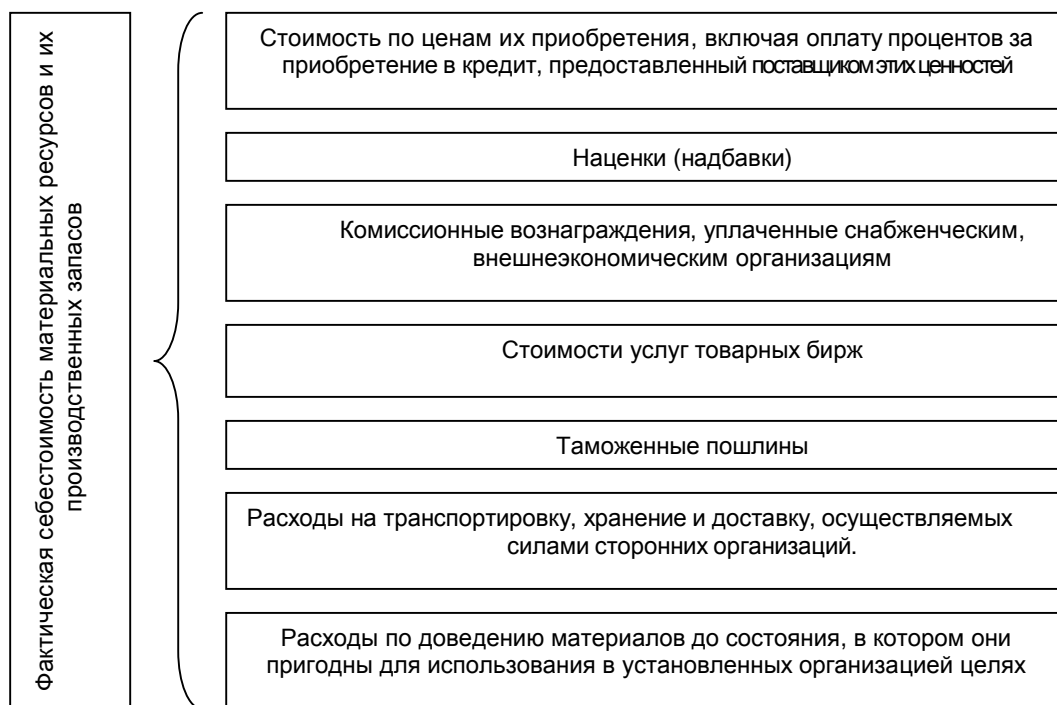 Фактическая себестоимость материальных ресурсов и их
производственных запасов
Стоимость по ценам их приобретения, включая оплату процентов за
приобретение в кредит, предоставленный поставщиком этих ценностей
Наценки (надбавки)
Комиссионные вознаграждения, уплаченные снабженческим,
внешнеэкономическим организациям
Стоимости услуг товарных бирж
Таможенные пошлины
Расходы на транспортировку, хранение и доставку, осуществляемых
силами сторонних организаций.
Расходы по доведению материалов до состояния, в котором они
пригодны для использования в установленных организацией целях